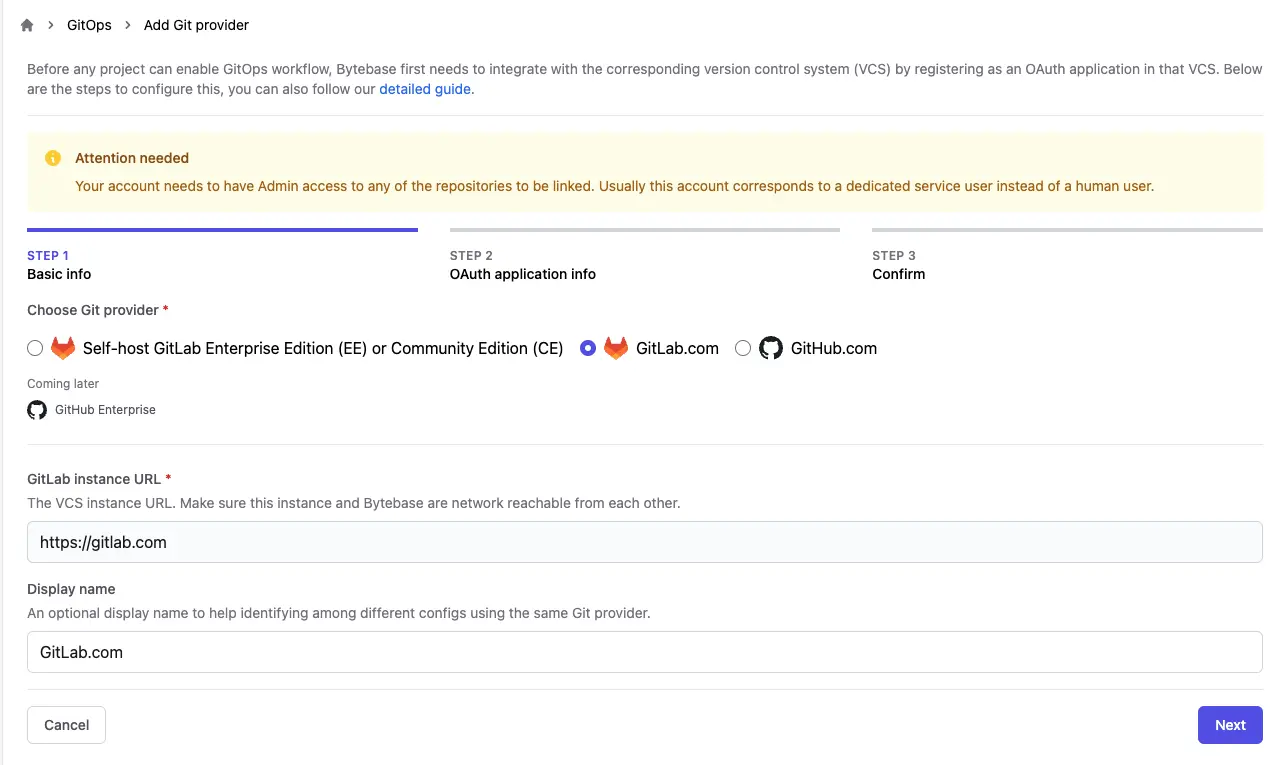 GitOps > Add Git provider
Before any project can enable GitOps workflow, Bytebase first needs to integrate with the corresponding version control system (VCS) by registering as an OAuth application in that VCS. Below
are the steps to configure this, you can also follow our detailed guide.
Attention needed
Your account needs to have Admin access to any of the repositories to be linked. Usually this account corresponds to a dedicated service user instead of a human user.
STEP 1
Basic info
STEP 2
OAuth application info
STEP 3
Confirm
Choose Git provider *
Self-host GitLab Enterprise Edition (EE) or Community Edition (CE) GitLab.com GitHub.com
Coming later
GitHub Enterprise
GitLab instance URL *
The VCS instance URL. Make sure this instance and Bytebase are network reachable from each other.
https://gitlab.com
Display name
An optional display name to help identifying among different configs using the same Git provider.
GitLab.com
Cancel Next